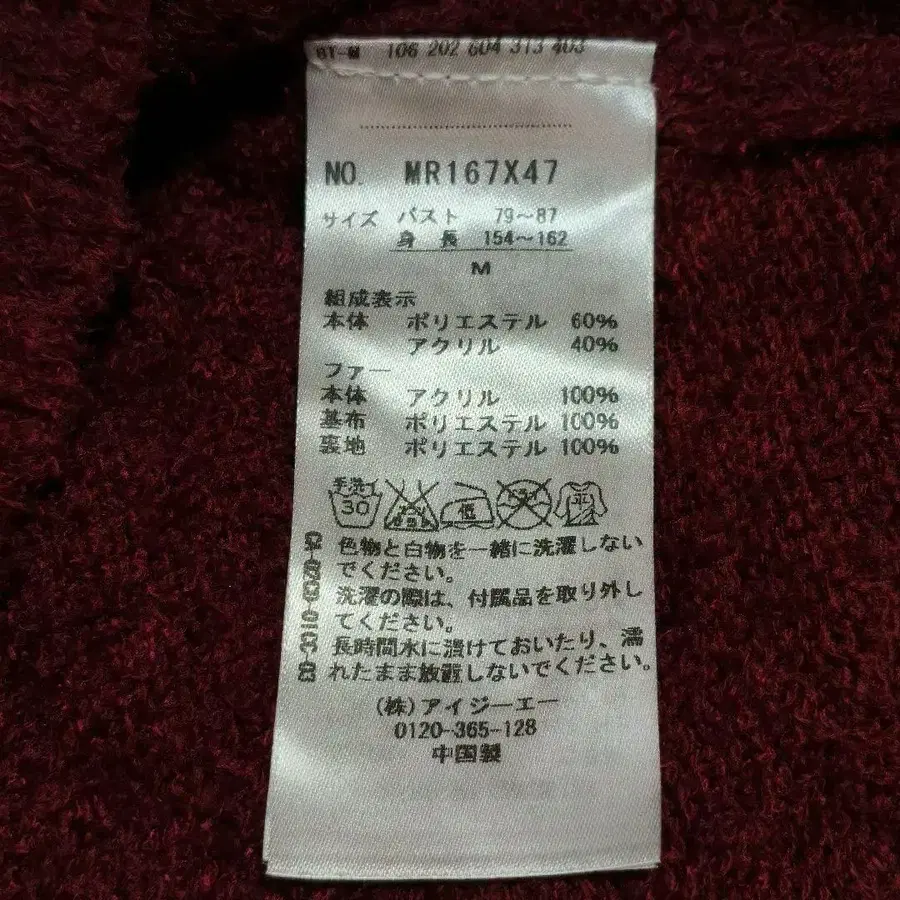 BT-M 106 202 604 313 403
NO. MR167X47
サイズ バスト 79～87
身長 154～162
M
組成表示
本体 ポリエステル 60%
アクリル 40%
ファー
本体 アクリル 100%
基布 ポリエステル 100%
裏地 ポリエステル 100%
手洗イ 30 低 平
色物と白物を一緒に洗濯しない
でください。
洗濯の際は、付属品を取り外し
てください。
長時間水に漬けておいたり、濡
れたまま放置しないでください。
(株)アイジーエー
0120-365-128
中国製